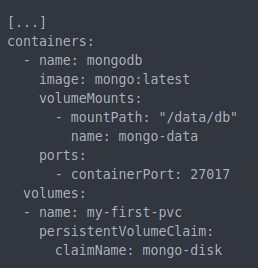 [...]
containers:
  - name: mongodb
    image: mongo:latest
    volumeMounts:
      - mountPath: "/data/db"
        name: mongo-data
    ports:
      - containerPort: 27017
  volumes:
  - name: my-first-pvc
    persistentVolumeClaim:
      claimName: mongo-disk